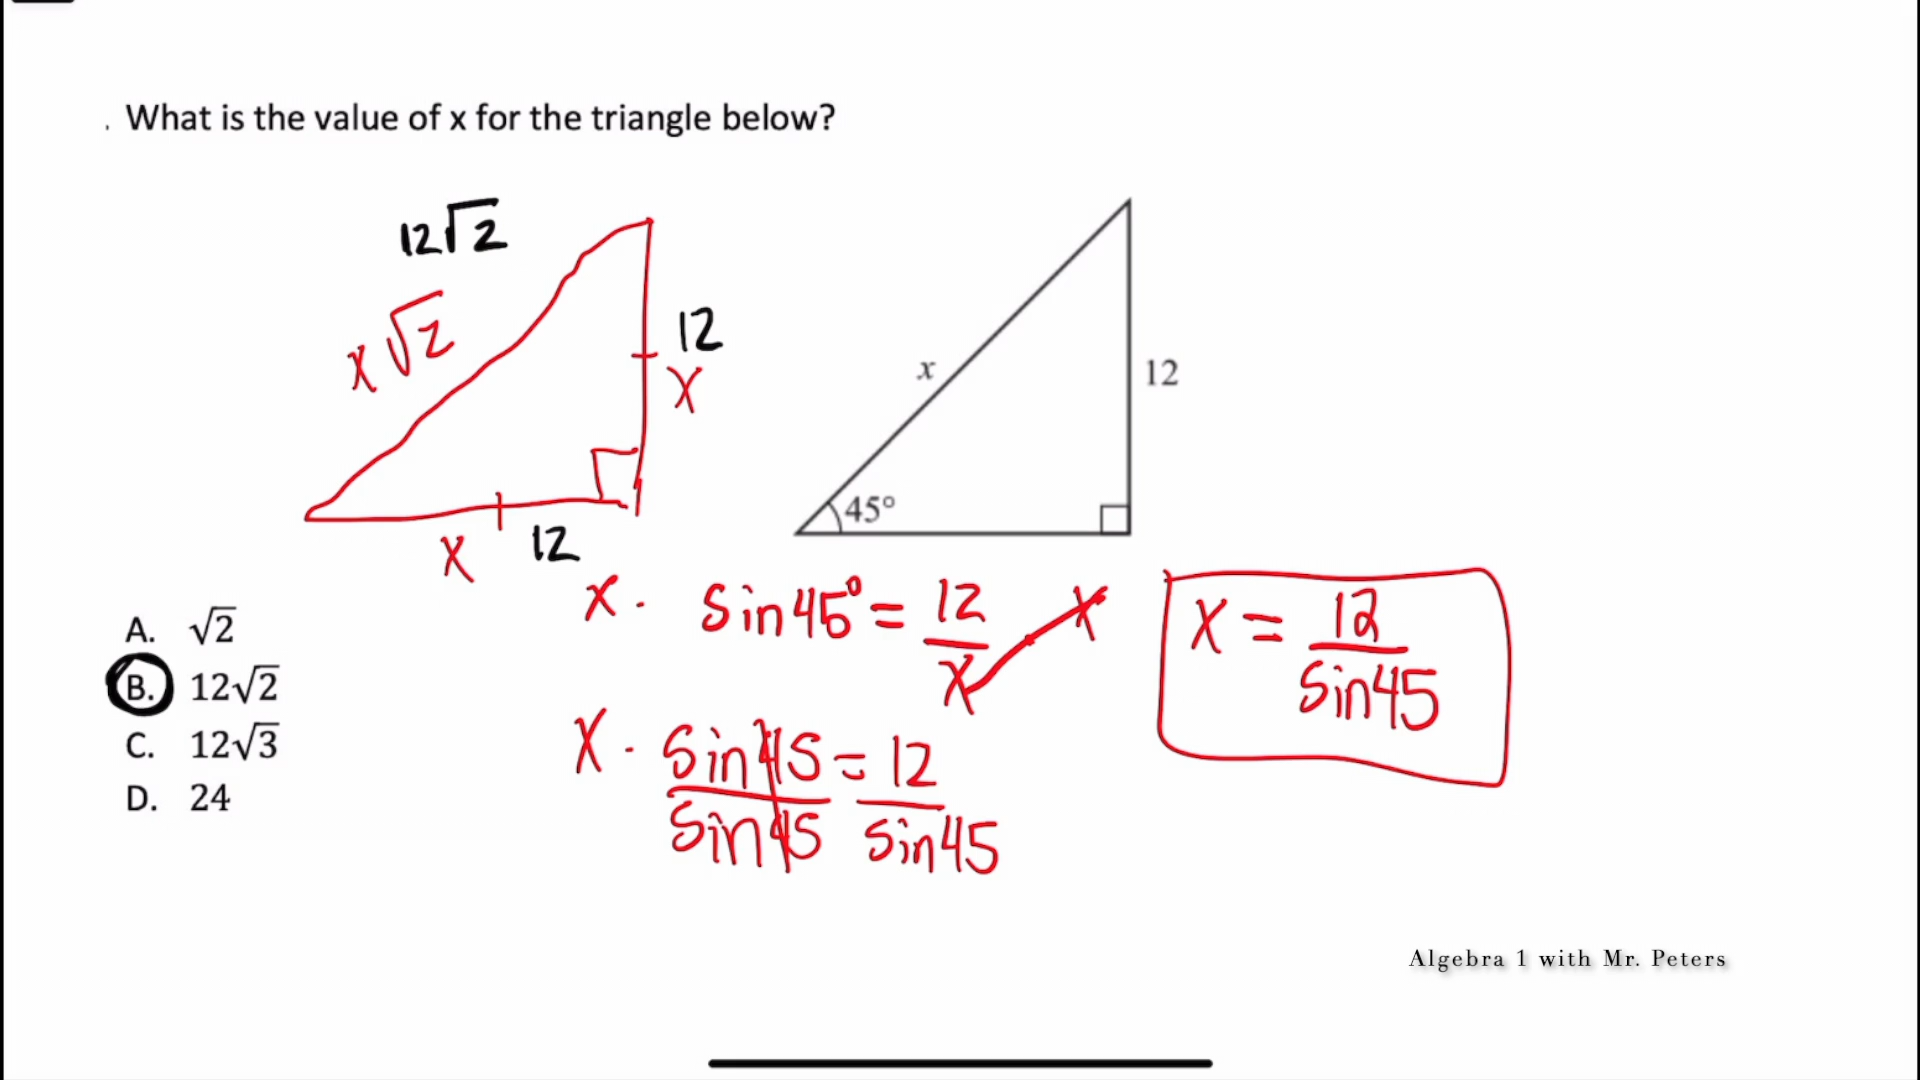 . What is the value of x for the triangle below?
12√2
x√2
12
x
x
12
x
12
45°
A. √2
B. 12√2
C. 12√3
D. 24
x · sin45° = 12/x · x
x · sin45/sin45 = 12/sin45
x = 12/sin45
Algebra 1 with Mr. Peters